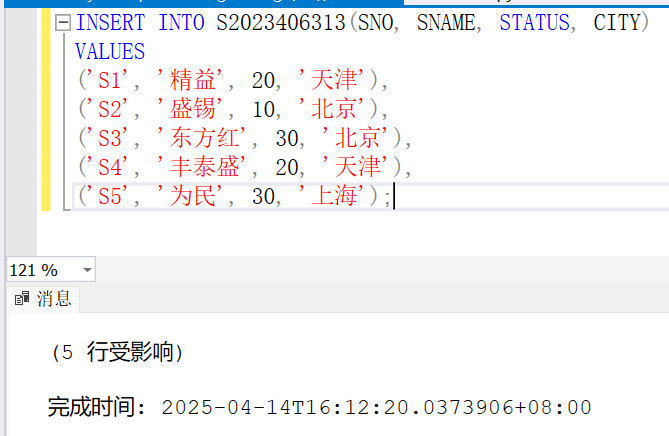 INSERT INTO S2023406313(SNO, SNAME, STATUS, CITY)
VALUES
('S1', '精益', 20, '天津'),
('S2', '盛锡', 10, '北京'),
('S3', '东方红', 30, '北京'),
('S4', '丰泰盛', 20, '天津'),
('S5', '为民', 30, '上海');
121 %
消息
(5 行受影响)
完成时间: 2025-04-14T16:12:20.0373906+08:00